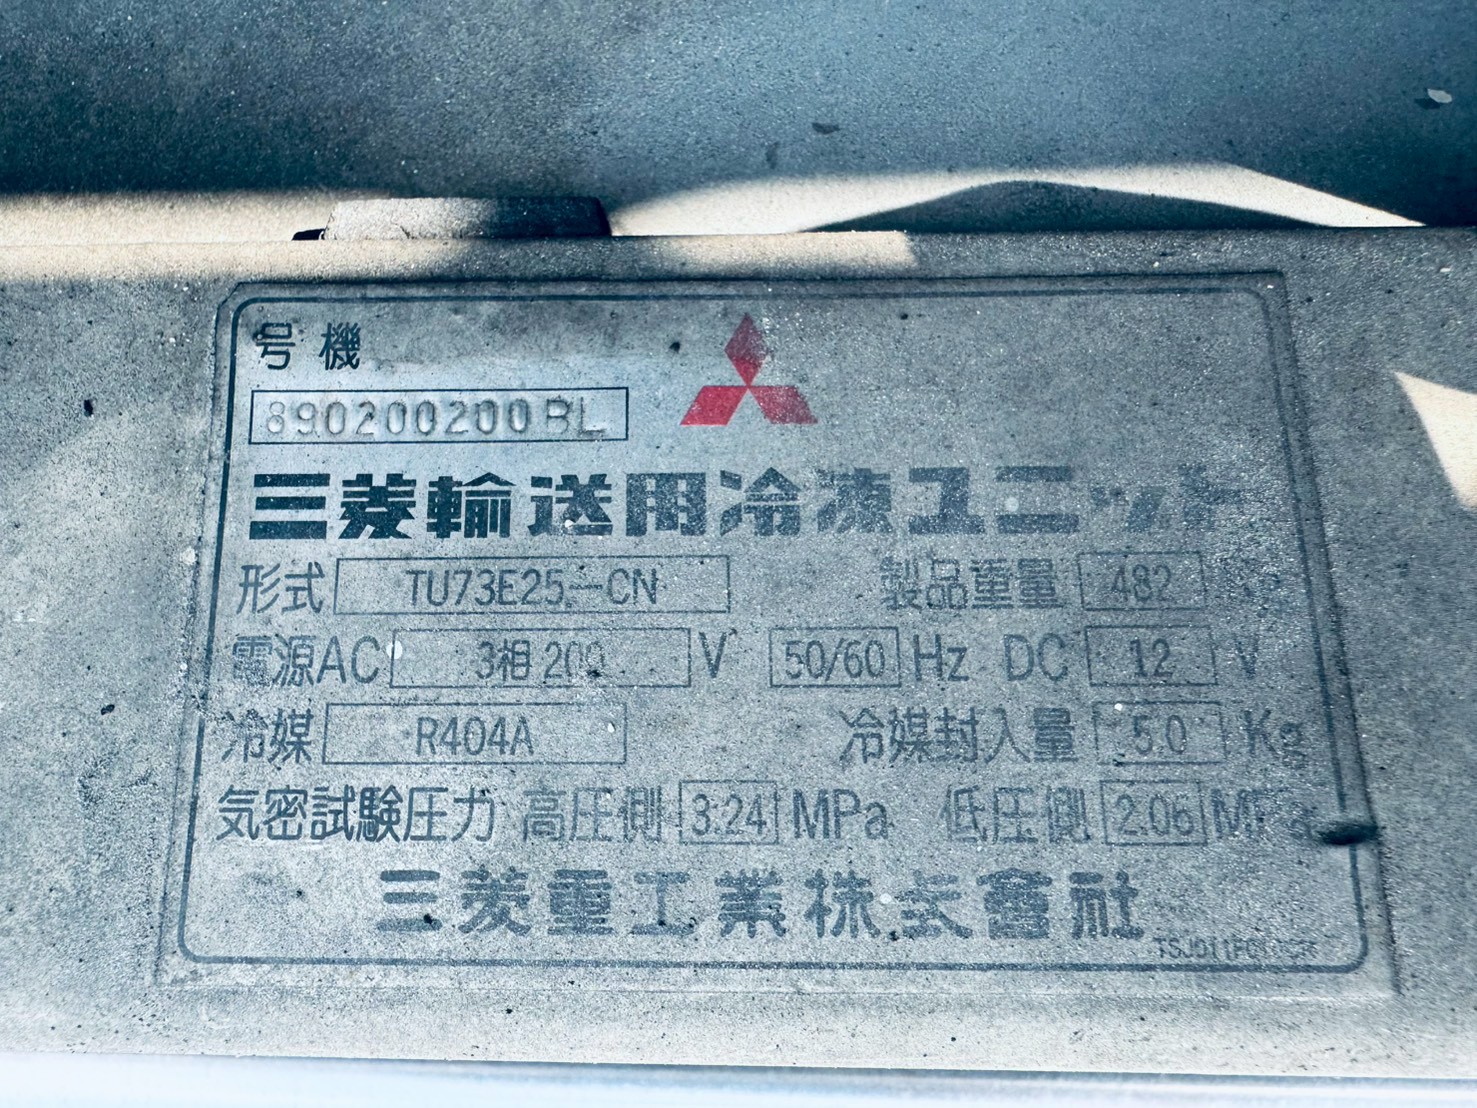 号機
890200200BL
三菱輸送用冷凍ユニット
形式 TU73E25-CN 製品重量 482 Kg
電源AC 3相 200 V 50/60 Hz DC 12 V
冷媒 R404A 冷媒封入量 5.0 Kg
気密試験圧力 高圧側 3.24 MPa 低圧側 2.06 MPa
三菱重工業株式會社